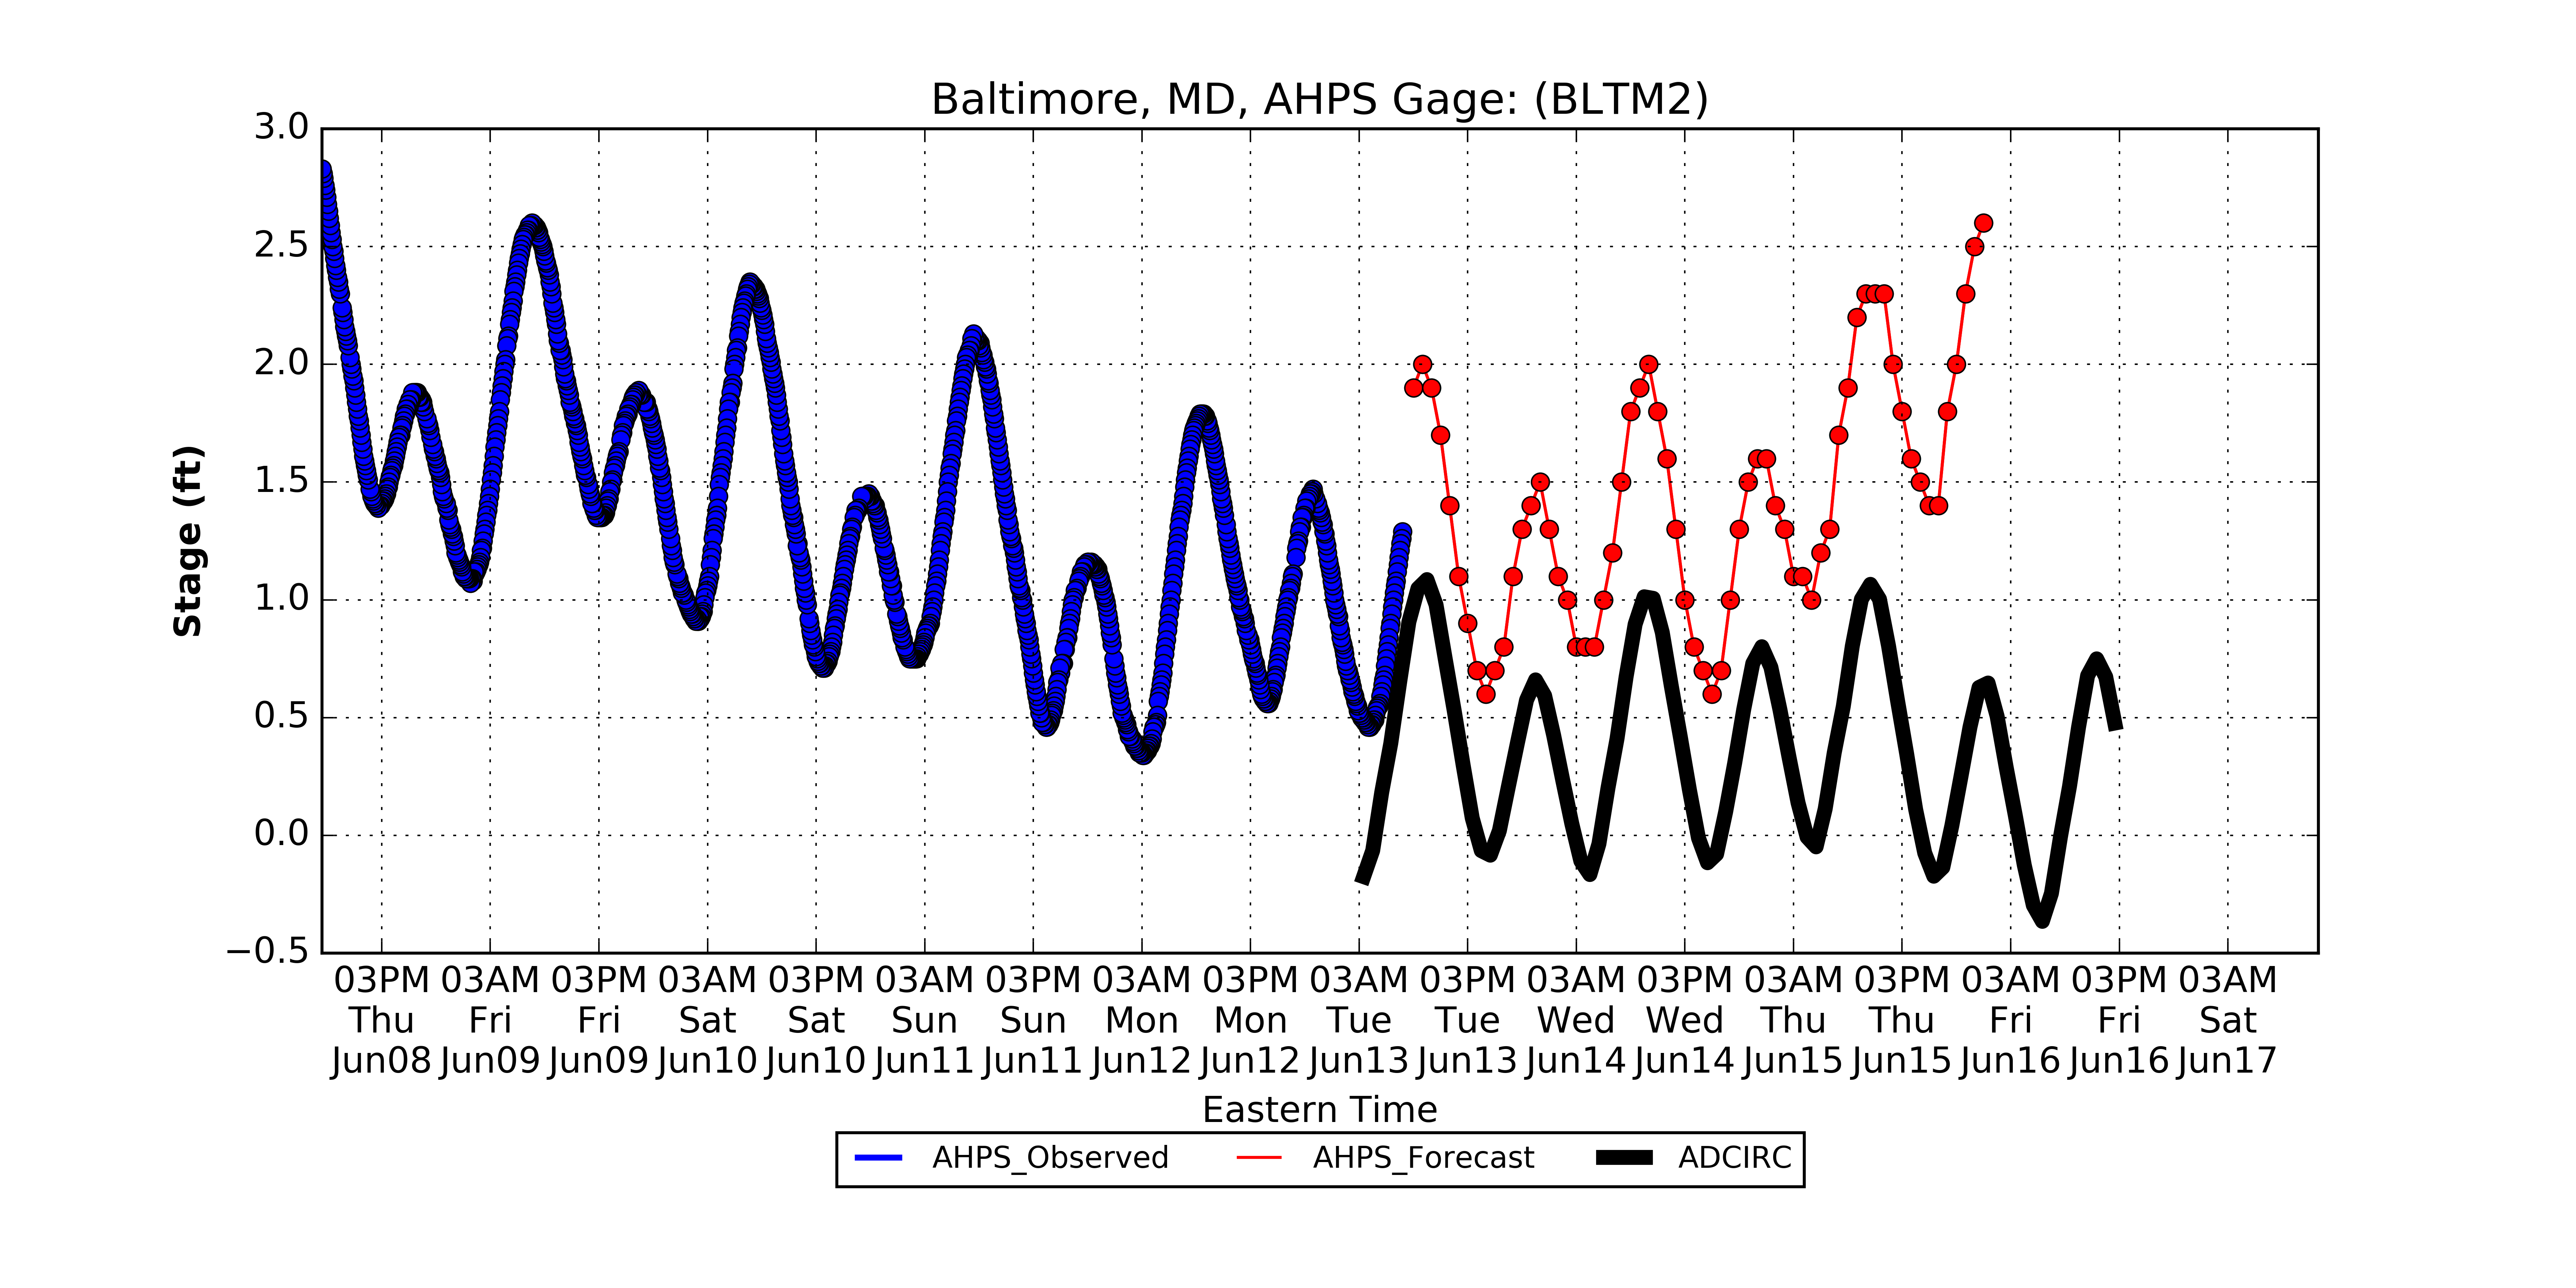 Baltimore, MD, AHPS Gage: (BLTM2)
Stage (ft)
3.0
2.5
2.0
1.5
1.0
0.5
0.0
−0.5
03PM 03AM 03PM 03AM 03PM 03AM 03PM 03AM 03PM 03AM 03PM 03AM 03PM 03AM 03PM 03AM 03PM 03AM
Thu Fri Fri Sat Sat Sun Sun Mon Mon Tue Tue Wed Wed Thu Thu Fri Fri Sat
Jun08 Jun09 Jun09 Jun10 Jun10 Jun11 Jun11 Jun12 Jun12 Jun13 Jun13 Jun14 Jun14 Jun15 Jun15 Jun16 Jun16 Jun17
Eastern Time
AHPS_Observed AHPS_Forecast ADCIRC